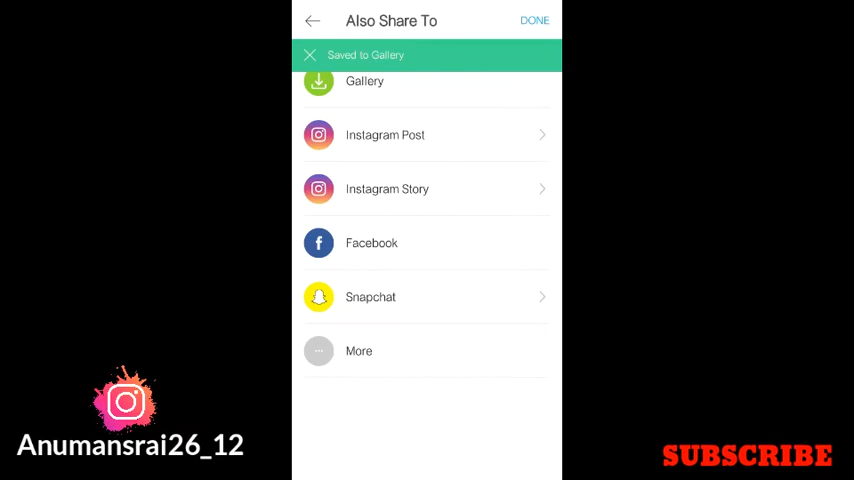 Also Share To
DONE
Saved to Gallery
Gallery
Instagram Post
Instagram Story
Facebook
Snapchat
More
Anumansrai26_12
SUBSCRIBE